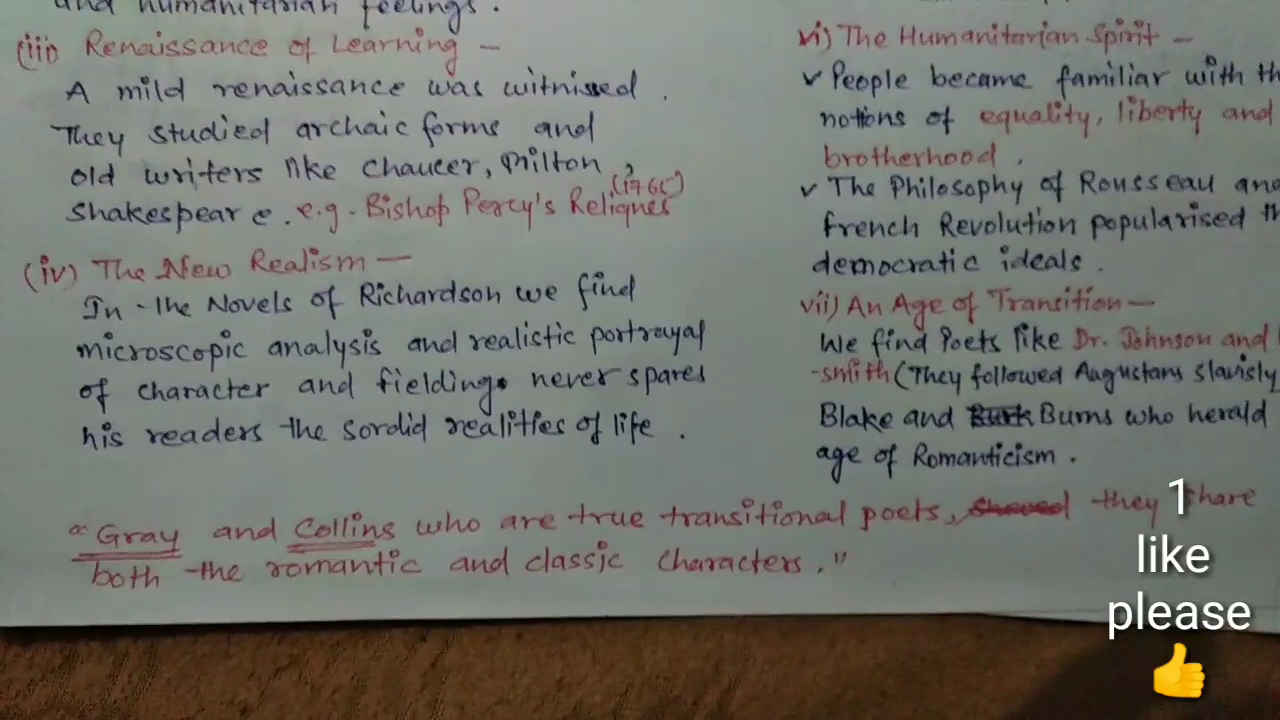 and humanitarian feelings.
(iii) Renaissance of Learning –
A mild renaissance was witnissed.
They studied archaic forms and
old writers like Chaucer, Milton,
Shakespeare. e.g. Bishop Percy's Reliques (1765)
(iv) The New Realism –
In the Novels of Richardson we find
microscopic analysis and realistic portrayal
of character and fielding never spares
his readers the sordid realities of life.
vi) The Humanitarian Spirit –
✓ People became familiar with th
notions of equality, liberty and
brotherhood.
✓ The Philosophy of Rousseau and
French Revolution popularised th
democratic ideals.
vii) An Age of Transition –
We find Poets like Dr. Johnson and
-smith (They followed Augustans slavisly
Blake and Burns who herald
age of Romanticism.
"Gray and Collins who are true transitional poets, they share
both the romantic and classic characters."
1
like
please
👍